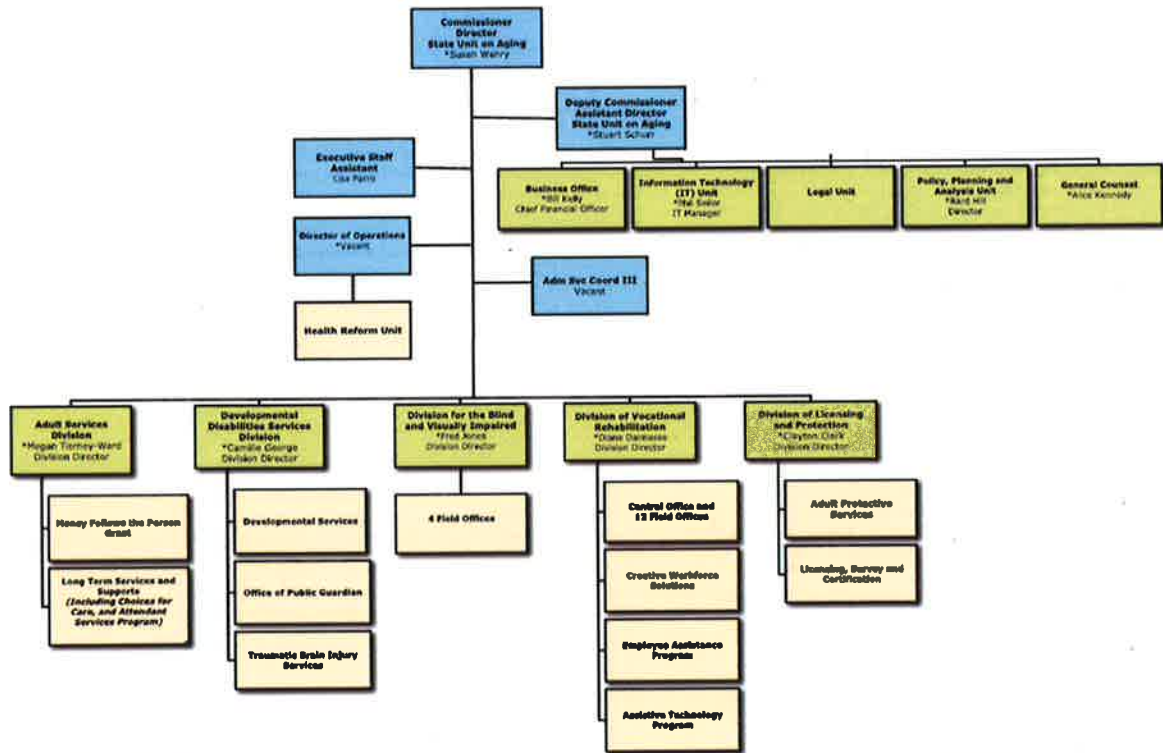 Commissioner
Director
State Unit on Aging
*Susan Wehry
Deputy Commissioner
Assistant Director
State Unit on Aging
*Stuart
Executive Staff
Assistant
Lisa Parro
Business Office
*Bill Kelly
Chief Financial Officer
Information Technology
(IT) Unit
IT Manager
Legal Unit
Policy, Planning and
Analysis Unit
*Bard Hill
Director
General Counsel
*Alice Kennedy
Director of Operations
*Vacant
Adm Svc Coord III
Vacant
Health Reform Unit
Adult Services
Division
*Megan Tierney-Ward
Division Director
Developmental
Disabilities Services
Division
*Camille George
Division Director
Division for the Blind
and Visually Impaired
*Fred Jones
Division Director
Division of Vocational
Rehabilitation
*Diane Dalmasse
Division Director
Division of Licensing
and Protection
*Clayton Clark
Division Director
Money Follows the Person
Grant
Long Term Services and
Supports
(Including Choices for
Care, and Attendant
Services Program)
Developmental Services
Office of Public Guardian
Traumatic Brain Injury
Services
4 Field Offices
Central Office and
12 Field Offices
Creative Workforce
Solutions
Employee Assistance
Program
Assistive Technology
Program
Adult Protective
Services
Licensing, Survey and
Certification